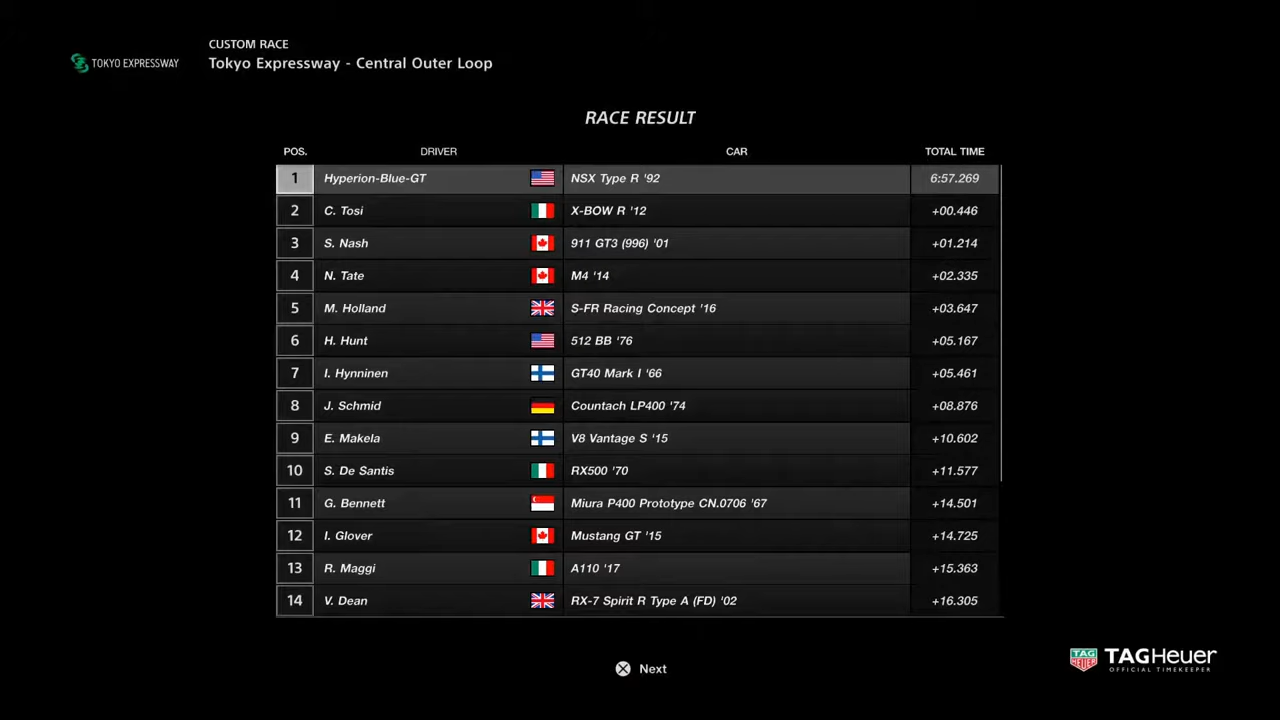 CUSTOM RACE
TOKYO EXPRESSWAY
Tokyo Expressway - Central Outer Loop
RACE RESULT
POS. DRIVER CAR TOTAL TIME
1 Hyperion-Blue-GT NSX Type R '92 6:57.269
2 C. Tosi X-BOW R '12 +00.446
3 S. Nash 911 GT3 (996) '01 +01.214
4 N. Tate M4 '14 +02.335
5 M. Holland S-FR Racing Concept '16 +03.647
6 H. Hunt 512 BB '76 +05.167
7 I. Hynninen GT40 Mark I '66 +05.461
8 J. Schmid Countach LP400 '74 +08.876
9 E. Makela V8 Vantage S '15 +10.602
10 S. De Santis RX500 '70 +11.577
11 G. Bennett Miura P400 Prototype CN.0706 '67 +14.501
12 I. Glover Mustang GT '15 +14.725
13 R. Maggi A110 '17 +15.363
14 V. Dean RX-7 Spirit R Type A (FD) '02 +16.305
Next
TAG HEUER TAGHeuer
OFFICIAL TIMEKEEPER